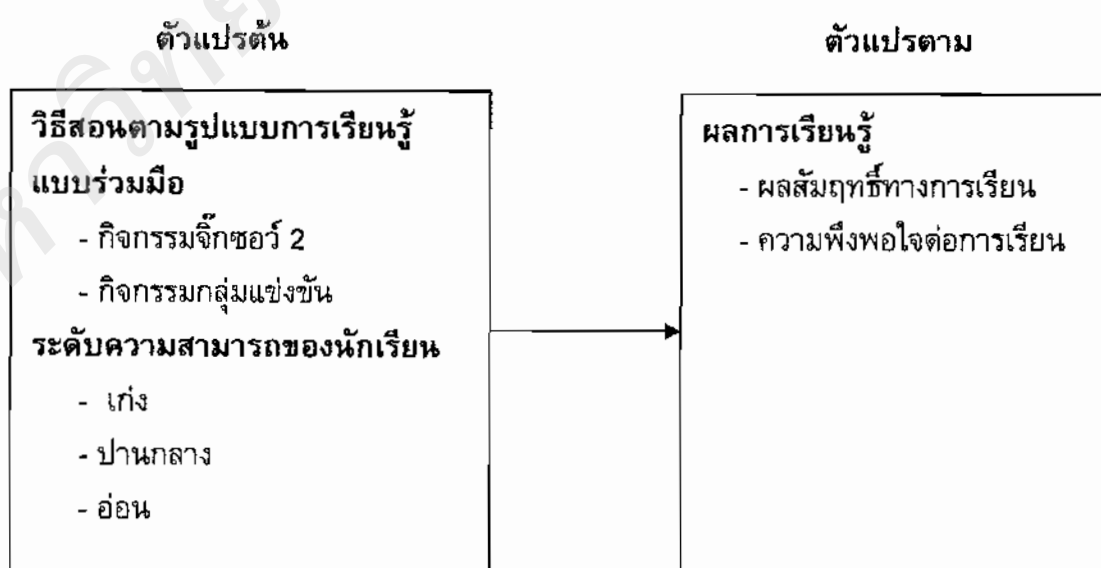 ตัวแปรต้น
วิธีสอนตามรูปแบบการเรียนรู้
แบบร่วมมือ
- กิจกรรมจิ๊กซอว์ 2
- กิจกรรมกลุ่มแข่งขัน
ระดับความสามารถของนักเรียน
- เก่ง
- ปานกลาง
- อ่อน
ตัวแปรตาม
ผลการเรียนรู้
- ผลสัมฤทธิ์ทางการเรียน
- ความพึงพอใจต่อการเรียน